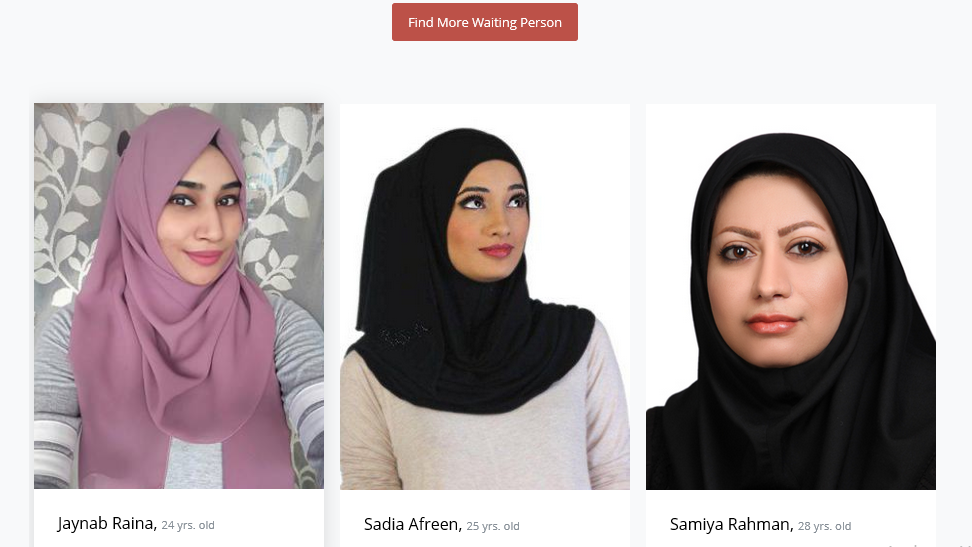 Find More Waiting Person
Jaynab Raina, 24 yrs. old
Sadia Afreen, 25 yrs. old
Samiya Rahman, 28 yrs. old